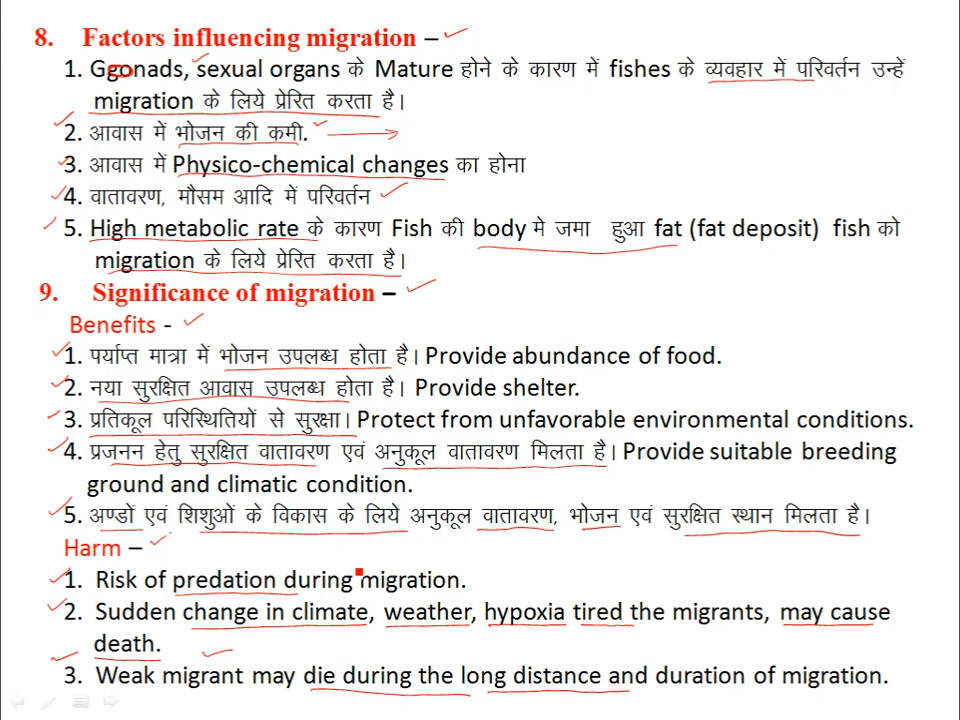 8. Factors influencing migration –
1. Ggonads, sexual organs के Mature होने के कारण में fishes के व्यवहार में परिवर्तन उन्हें
migration के लिये प्रेरित करता है।
2. आवास में भोजन की कमी.
3. आवास में Physico-chemical changes का होना
4. वातावरण, मौसम आदि में परिवर्तन
5. High metabolic rate के कारण Fish की body मे जमा हुआ fat (fat deposit) fish को
migration के लिये प्रेरित करता है।
9. Significance of migration –
Benefits -
1. पर्याप्त मात्रा में भोजन उपलब्ध होता है। Provide abundance of food.
2. नया सुरक्षित आवास उपलब्ध होता है। Provide shelter.
3. प्रतिकूल परिस्थितियों से सुरक्षा। Protect from unfavorable environmental conditions.
4. प्रजनन हेतु सुरक्षित वातावरण एवं अनुकूल वातावरण मिलता है। Provide suitable breeding
ground and climatic condition.
5. अण्डों एवं शिशुओं के विकास के लिये अनुकूल वातावरण, भोजन एवं सुरक्षित स्थान मिलता है।
Harm –
1. Risk of predation during migration.
2. Sudden change in climate, weather, hypoxia tired the migrants, may cause
death.
3. Weak migrant may die during the long distance and duration of migration.